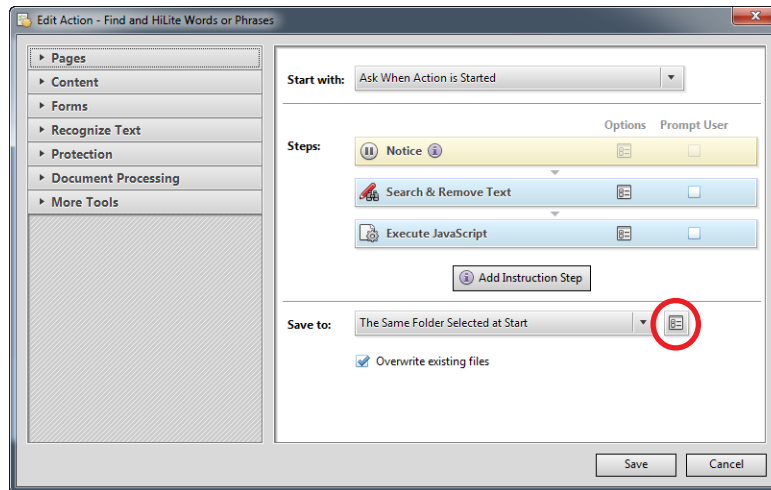 Edit Action - Find and HiLite Words or Phrases
Pages
Content
Forms
Recognize Text
Protection
Document Processing
More Tools
Start with: Ask When Action is Started
Options Prompt User
Steps: Notice
Search & Remove Text
Execute JavaScript
Add Instruction Step
Save to: The Same Folder Selected at Start
Overwrite existing files
Save Cancel